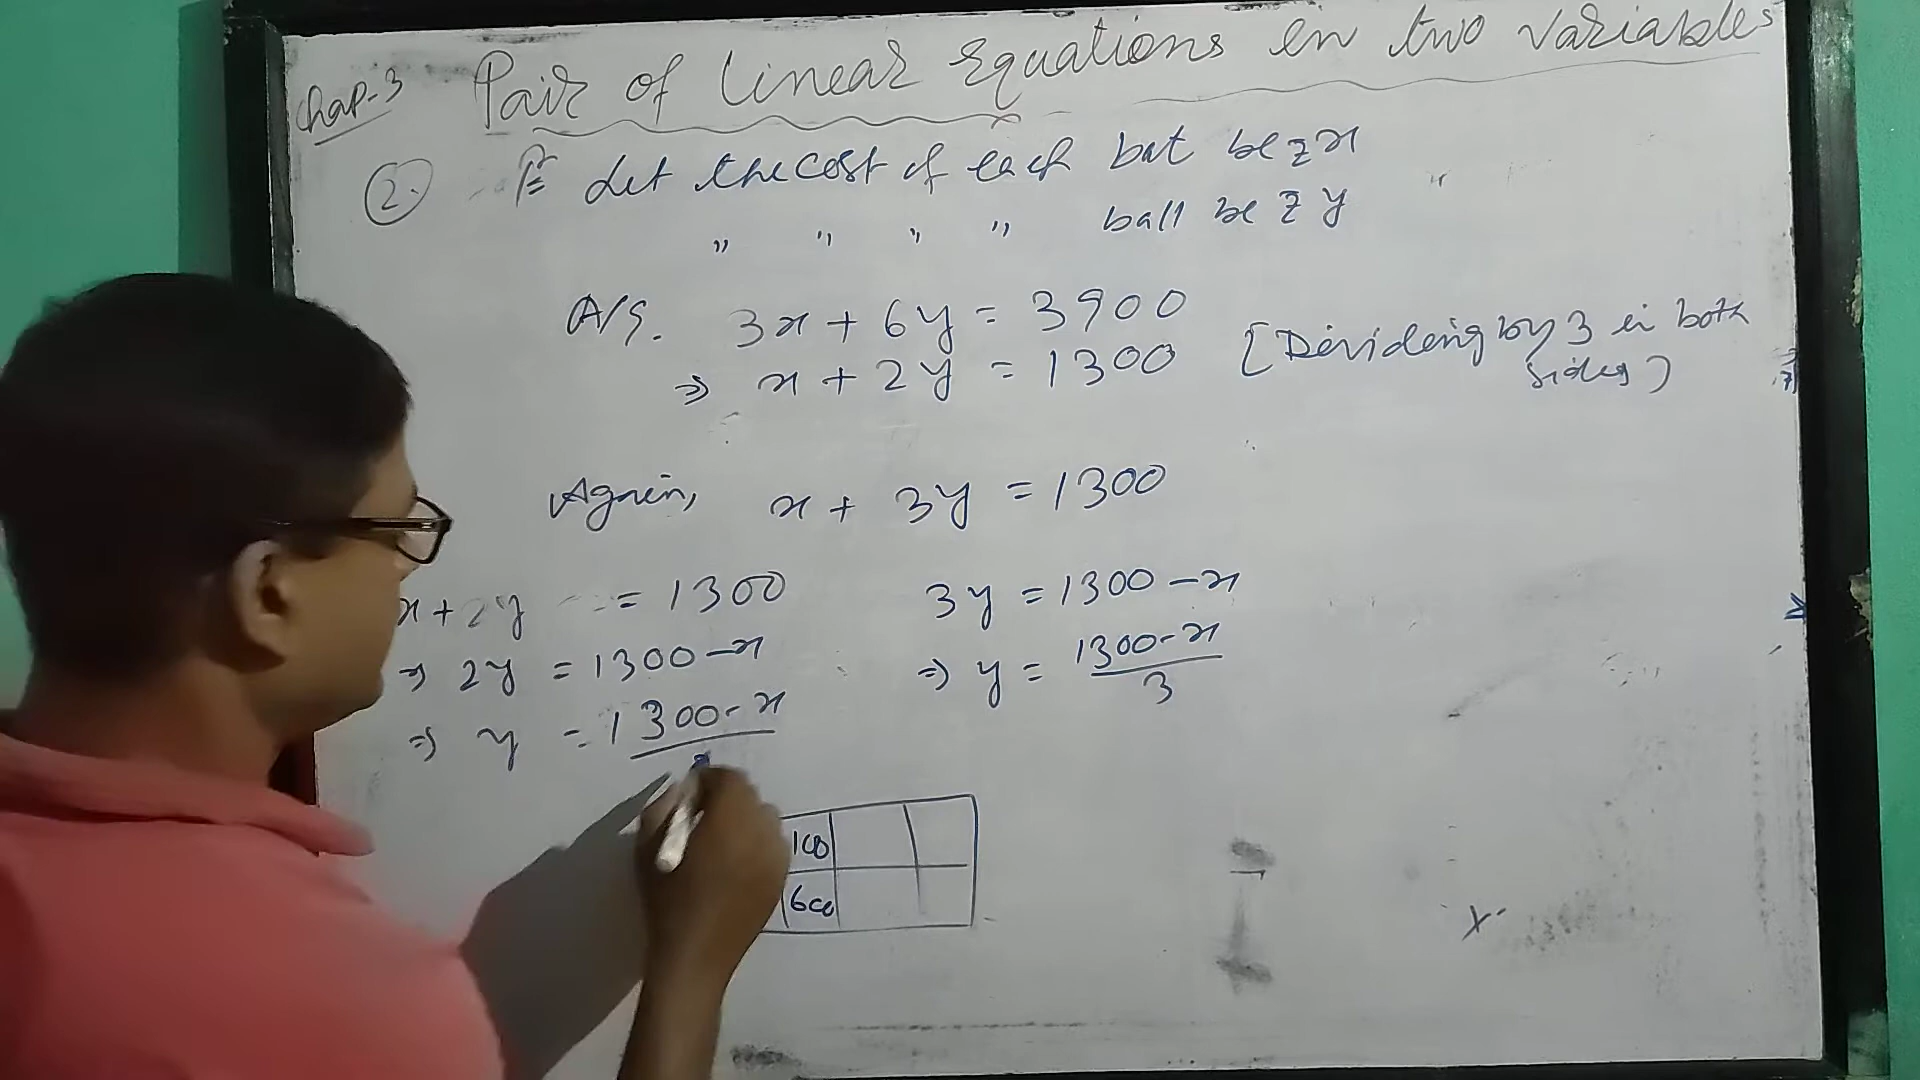 Chap-3 Pair of Linear Equations in two variables
2. Let the cost of each bat be ₹ x
" " " " ball be ₹ y
A/S. 3x + 6y = 3900
⇒ x + 2y = 1300 [Dividing by 3 in both sides]
Again, x + 3y = 1300
x + 2y = 1300
⇒ 2y = 1300 - x
⇒ y = 1300 - x
3y = 1300 - x
⇒ y = 1300 - x / 3
100
600